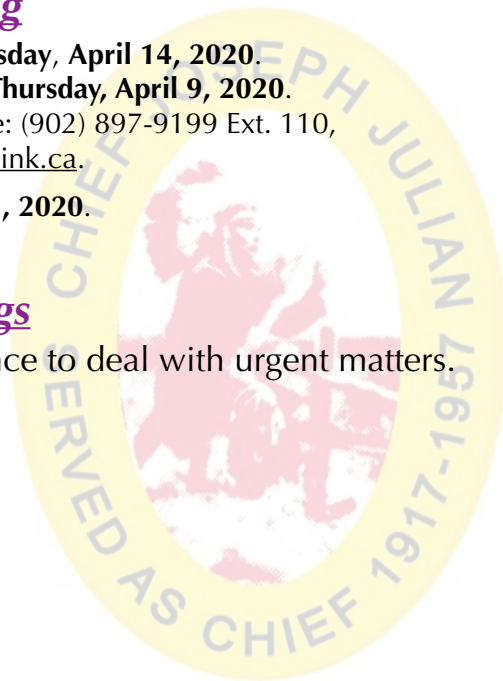 g
sday, April 14, 2020.
Thursday, April 9, 2020.
e: (902) 897-9199 Ext. 110,
ink.ca.
, 2020.
gs
nce to deal with urgent matters.
CHIEF JOSEPH JULIAN
SERVED AS CHIEF 1917-1957